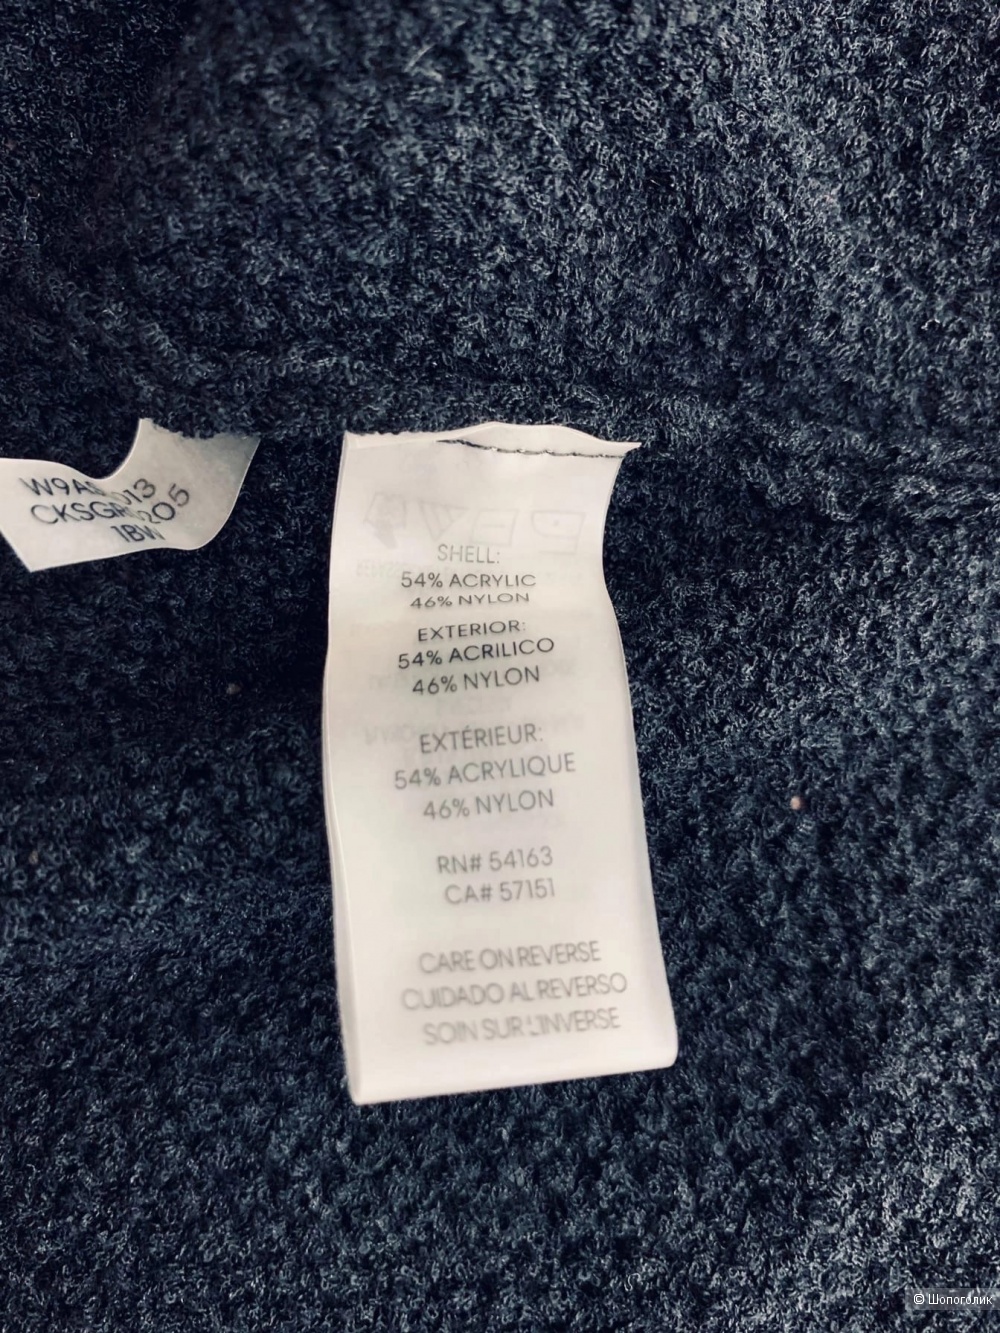 SHELL:
54% ACRYLIC
46% NYLON
EXTERIOR:
54% ACRILICO
46% NYLON
EXTÉRIEUR:
54% ACRYLIQUE
46% NYLON
RN# 54163
CA# 57151
CARE ON REVERSE
CUIDADO AL REVERSO
SOIN SUR L'INVERSE
1BW
© Шопоголик